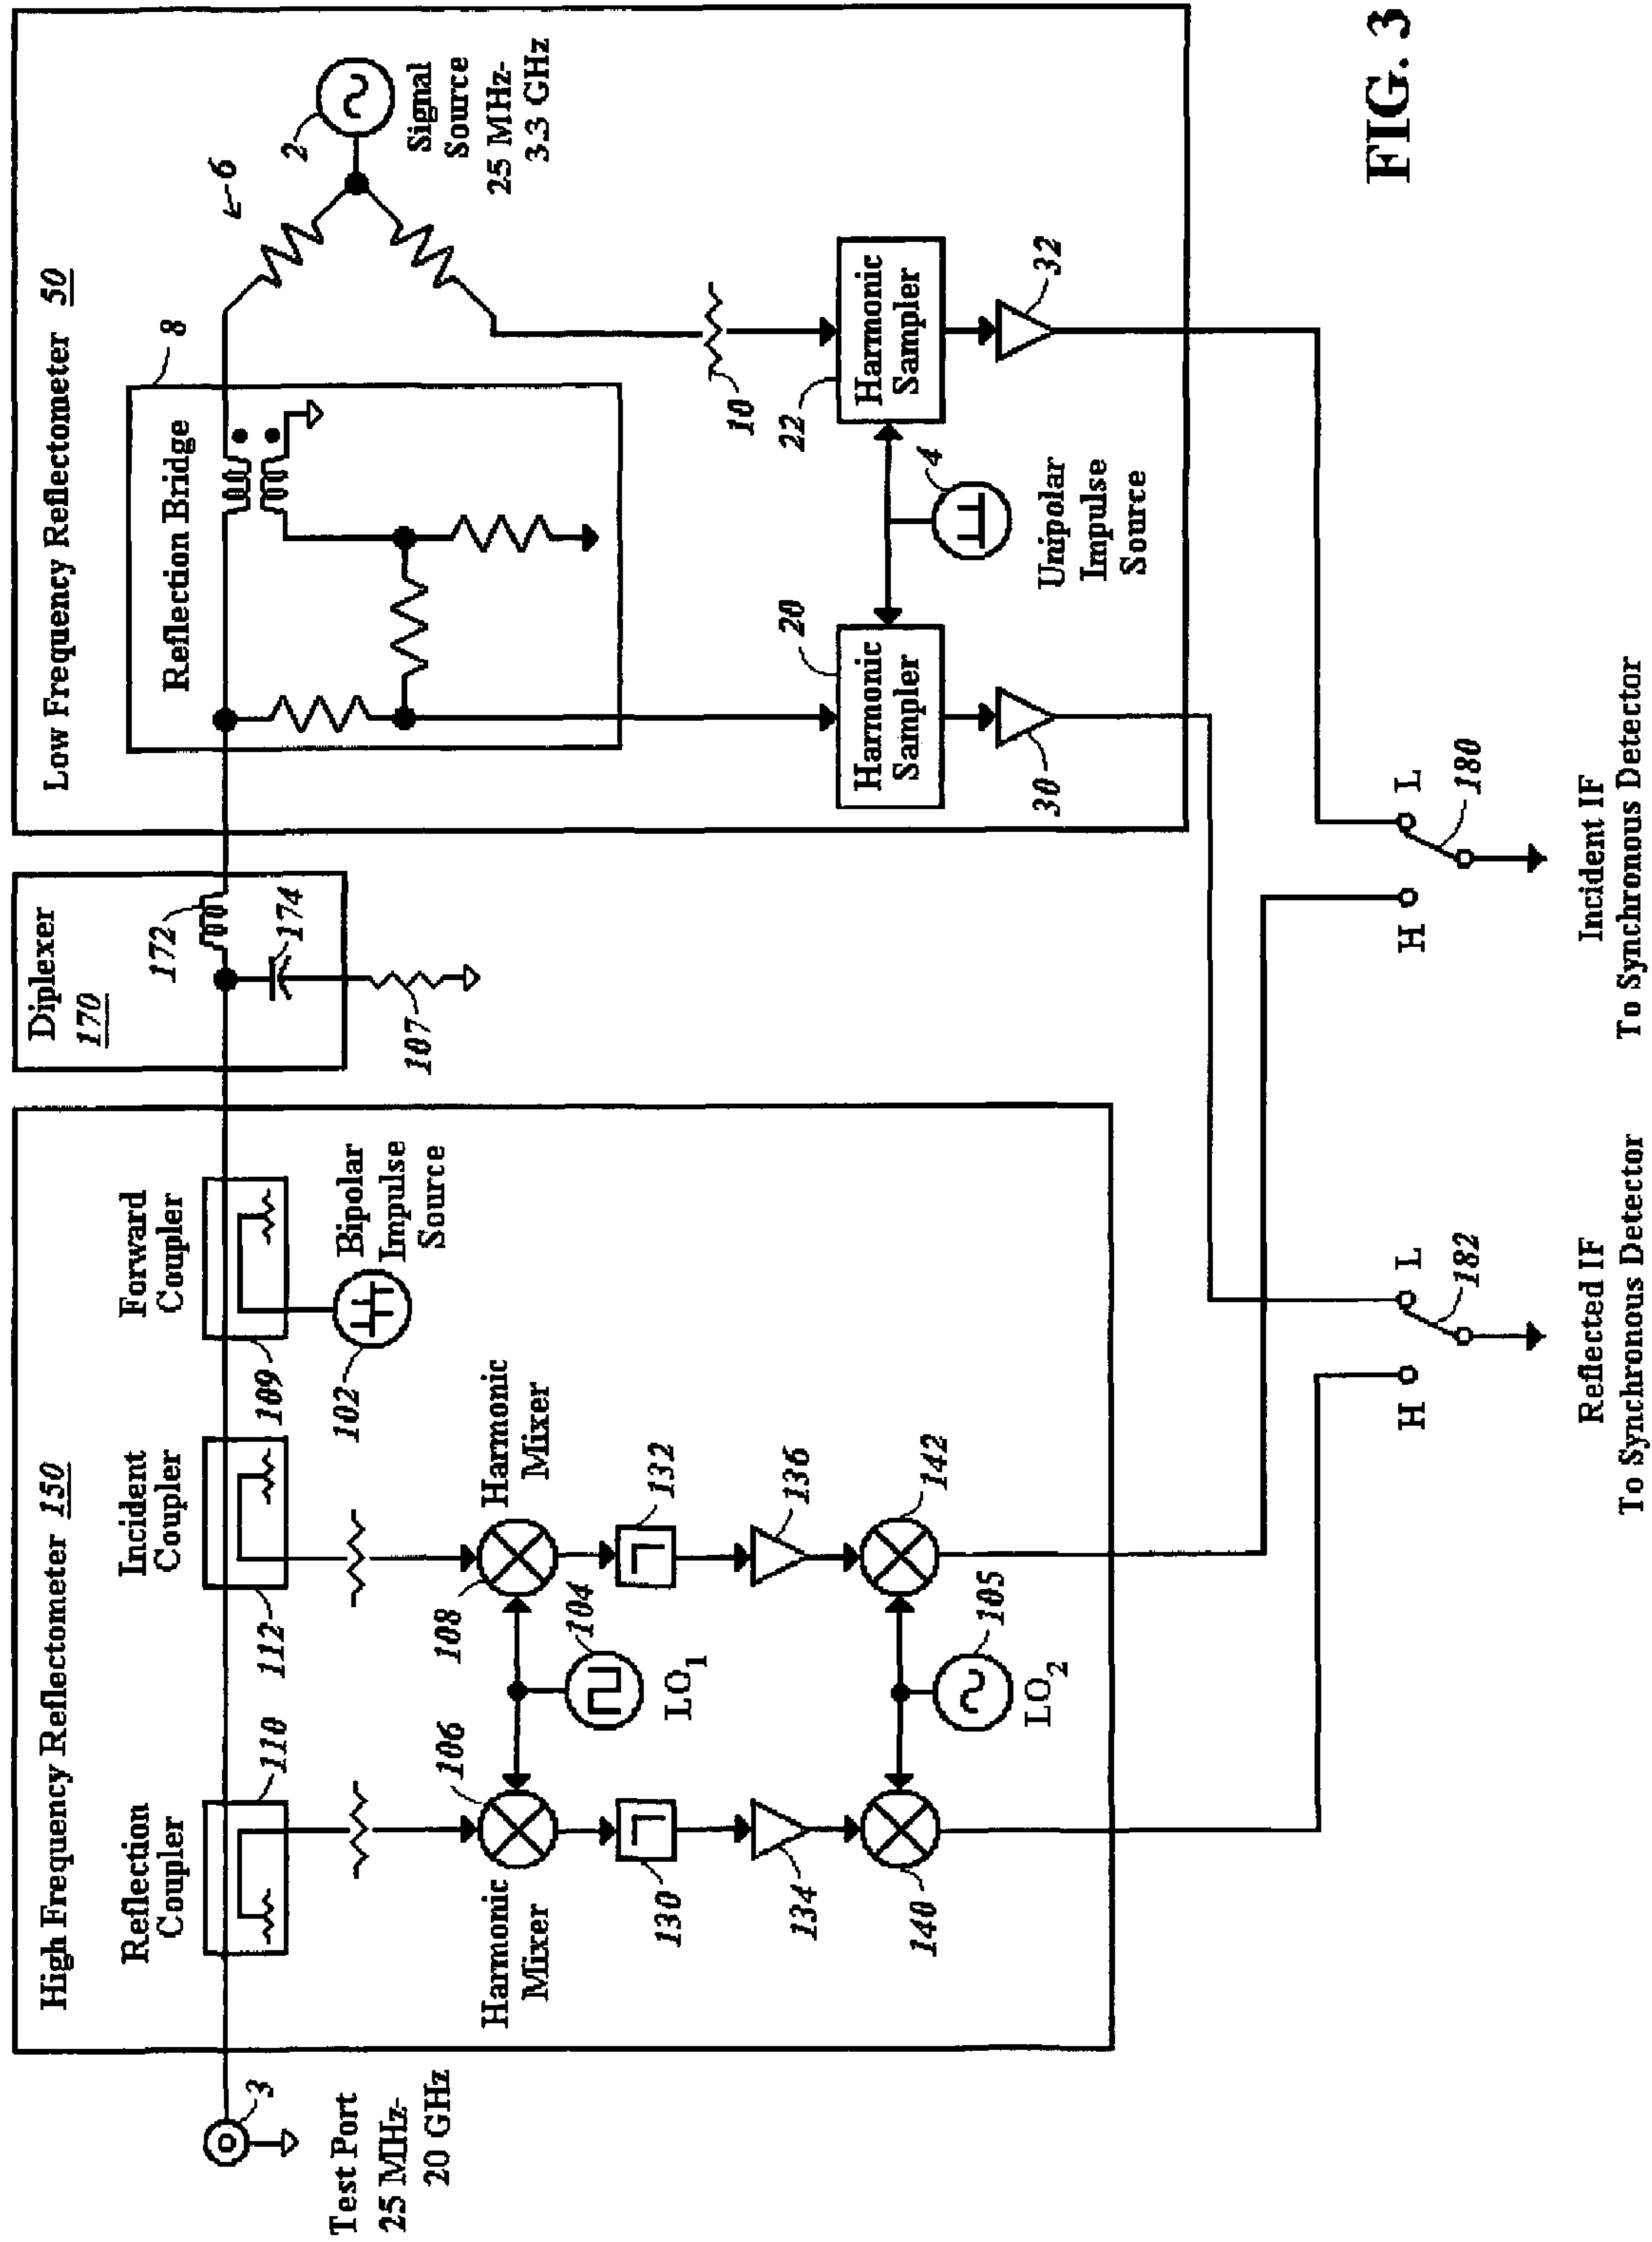 High Frequency Reflectometer 150
Reflection
Coupler
110
Incident
Coupler
112
Forward
Coupler
109
Bipolar
Impulse
Source
102
3
Test Port
25 MHz-
20 GHz
106
Harmonic
Mixer
108
Harmonic
Mixer
104
LO1
130
132
134
136
140
142
105
LO2
Diplexer
170
172
174
107
Low Frequency Reflectometer 50
Reflection Bridge
8
6
2
Signal
Source
25 MHz-
3.3 GHz
10
20
Harmonic
Sampler
22
Harmonic
Sampler
4
Unipolar
Impulse
Source
30
32
H
L
182
Reflected IF
To Synchronous Detector
H
L
180
Incident IF
To Synchronous Detector
FIG. 3